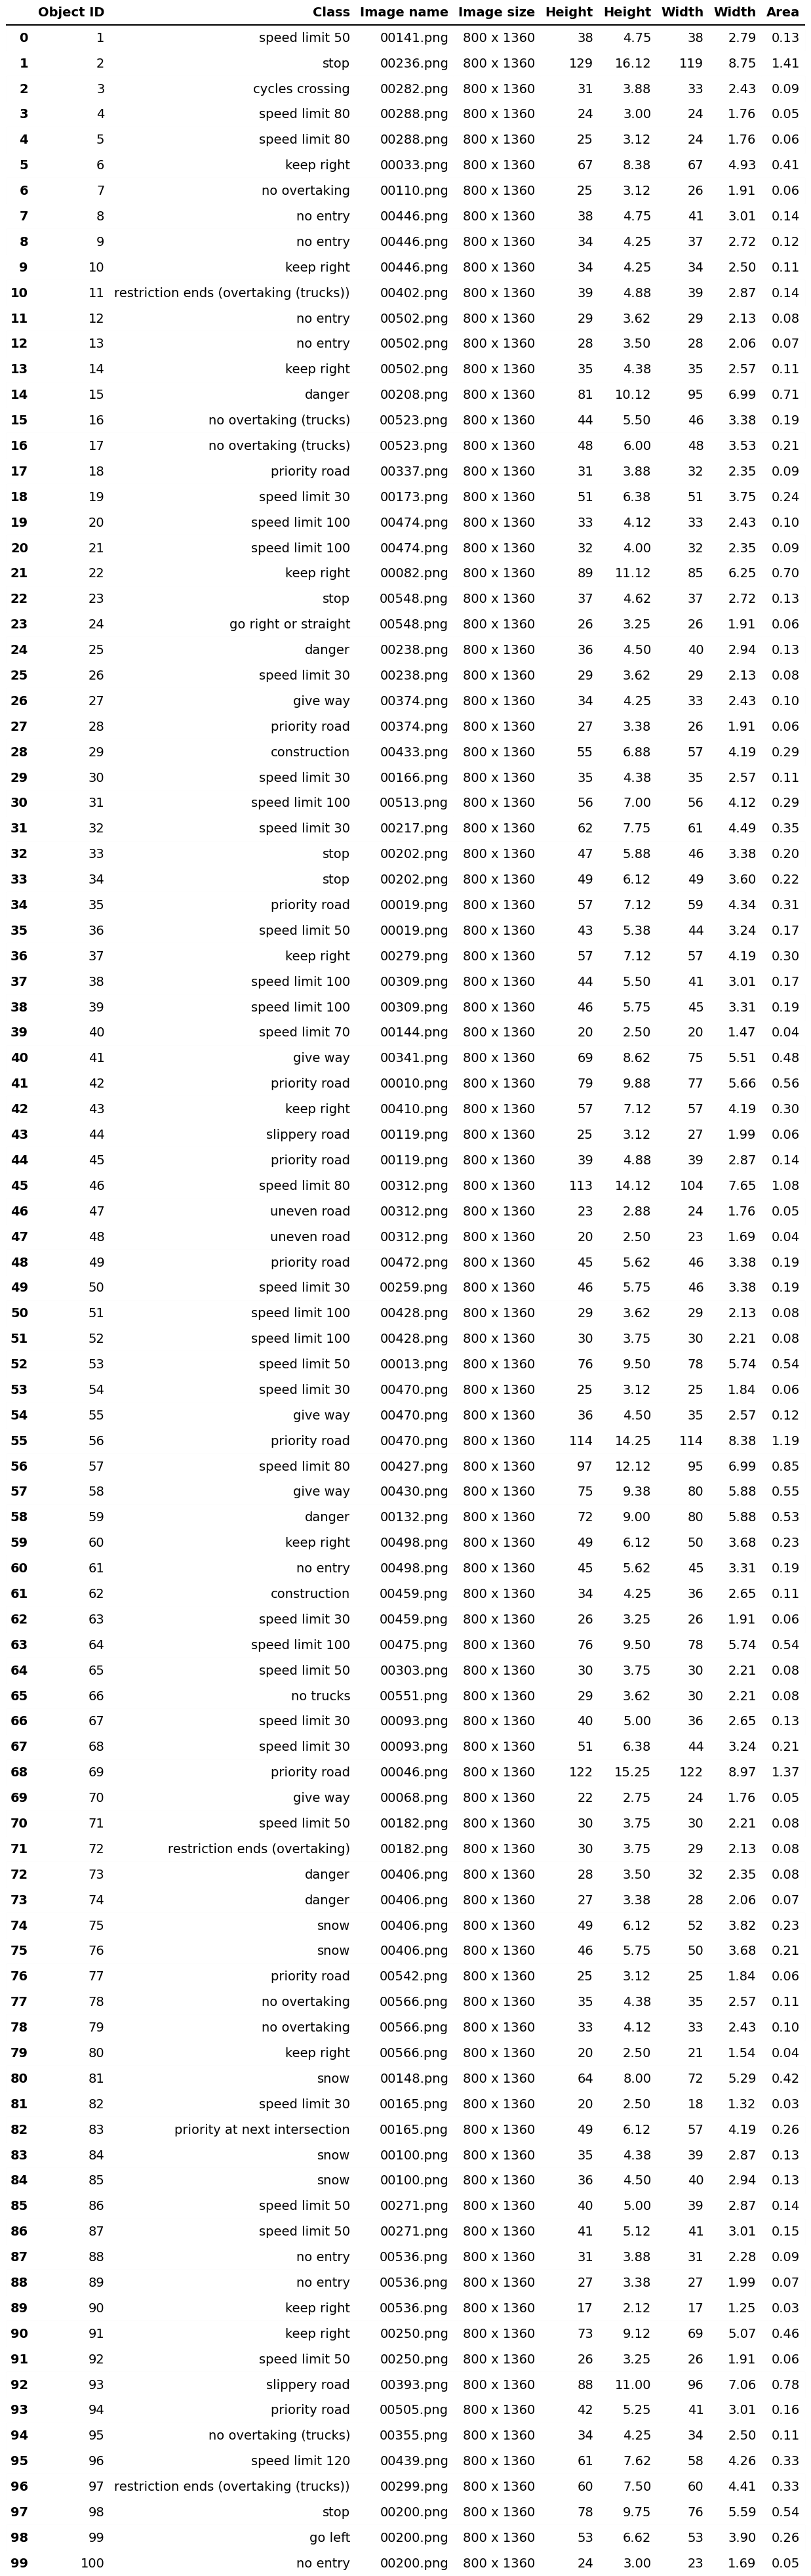 Object ID Class Image name Image size Height Height Width Width Area
0 1 speed limit 50 00141.png 800 x 1360 38 4.75 38 2.79 0.13
1 2 stop 00236.png 800 x 1360 129 16.12 119 8.75 1.41
2 3 cycles crossing 00282.png 800 x 1360 31 3.88 33 2.43 0.09
3 4 speed limit 80 00288.png 800 x 1360 24 3.00 24 1.76 0.05
4 5 speed limit 80 00288.png 800 x 1360 25 3.12 24 1.76 0.06
5 6 keep right 00033.png 800 x 1360 67 8.38 67 4.93 0.41
6 7 no overtaking 00110.png 800 x 1360 25 3.12 26 1.91 0.06
7 8 no entry 00446.png 800 x 1360 38 4.75 41 3.01 0.14
8 9 no entry 00446.png 800 x 1360 34 4.25 37 2.72 0.12
9 10 keep right 00446.png 800 x 1360 34 4.25 34 2.50 0.11
10 11 restriction ends (overtaking (trucks)) 00402.png 800 x 1360 39 4.88 39 2.87 0.14
11 12 no entry 00502.png 800 x 1360 29 3.62 29 2.13 0.08
12 13 no entry 00502.png 800 x 1360 28 3.50 28 2.06 0.07
13 14 keep right 00502.png 800 x 1360 35 4.38 35 2.57 0.11
14 15 danger 00208.png 800 x 1360 81 10.12 95 6.99 0.71
15 16 no overtaking (trucks) 00523.png 800 x 1360 44 5.50 46 3.38 0.19
16 17 no overtaking (trucks) 00523.png 800 x 1360 48 6.00 48 3.53 0.21
17 18 priority road 00337.png 800 x 1360 31 3.88 32 2.35 0.09
18 19 speed limit 30 00173.png 800 x 1360 51 6.38 51 3.75 0.24
19 20 speed limit 100 00474.png 800 x 1360 33 4.12 33 2.43 0.10
20 21 speed limit 100 00474.png 800 x 1360 32 4.00 32 2.35 0.09
21 22 keep right 00082.png 800 x 1360 89 11.12 85 6.25 0.70
22 23 stop 00548.png 800 x 1360 37 4.62 37 2.72 0.13
23 24 go right or straight 00548.png 800 x 1360 26 3.25 26 1.91 0.06
24 25 danger 00238.png 800 x 1360 36 4.50 40 2.94 0.13
25 26 speed limit 30 00238.png 800 x 1360 29 3.62 29 2.13 0.08
26 27 give way 00374.png 800 x 1360 34 4.25 33 2.43 0.10
27 28 priority road 00374.png 800 x 1360 27 3.38 26 1.91 0.06
28 29 construction 00433.png 800 x 1360 55 6.88 57 4.19 0.29
29 30 speed limit 30 00166.png 800 x 1360 35 4.38 35 2.57 0.11
30 31 speed limit 100 00513.png 800 x 1360 56 7.00 56 4.12 0.29
31 32 speed limit 30 00217.png 800 x 1360 62 7.75 61 4.49 0.35
32 33 stop 00202.png 800 x 1360 47 5.88 46 3.38 0.20
33 34 stop 00202.png 800 x 1360 49 6.12 49 3.60 0.22
34 35 priority road 00019.png 800 x 1360 57 7.12 59 4.34 0.31
35 36 speed limit 50 00019.png 800 x 1360 43 5.38 44 3.24 0.17
36 37 keep right 00279.png 800 x 1360 57 7.12 57 4.19 0.30
37 38 speed limit 100 00309.png 800 x 1360 44 5.50 41 3.01 0.17
38 39 speed limit 100 00309.png 800 x 1360 46 5.75 45 3.31 0.19
39 40 speed limit 70 00144.png 800 x 1360 20 2.50 20 1.47 0.04
40 41 give way 00341.png 800 x 1360 69 8.62 75 5.51 0.48
41 42 priority road 00010.png 800 x 1360 79 9.88 77 5.66 0.56
42 43 keep right 00410.png 800 x 1360 57 7.12 57 4.19 0.30
43 44 slippery road 00119.png 800 x 1360 25 3.12 27 1.99 0.06
44 45 priority road 00119.png 800 x 1360 39 4.88 39 2.87 0.14
45 46 speed limit 80 00312.png 800 x 1360 113 14.12 104 7.65 1.08
46 47 uneven road 00312.png 800 x 1360 23 2.88 24 1.76 0.05
47 48 uneven road 00312.png 800 x 1360 20 2.50 23 1.69 0.04
48 49 priority road 00472.png 800 x 1360 45 5.62 46 3.38 0.19
49 50 speed limit 30 00259.png 800 x 1360 46 5.75 46 3.38 0.19
50 51 speed limit 100 00428.png 800 x 1360 29 3.62 29 2.13 0.08
51 52 speed limit 100 00428.png 800 x 1360 30 3.75 30 2.21 0.08
52 53 speed limit 50 00013.png 800 x 1360 76 9.50 78 5.74 0.54
53 54 speed limit 30 00470.png 800 x 1360 25 3.12 25 1.84 0.06
54 55 give way 00470.png 800 x 1360 36 4.50 35 2.57 0.12
55 56 priority road 00470.png 800 x 1360 114 14.25 114 8.38 1.19
56 57 speed limit 80 00427.png 800 x 1360 97 12.12 95 6.99 0.85
57 58 give way 00430.png 800 x 1360 75 9.38 80 5.88 0.55
58 59 danger 00132.png 800 x 1360 72 9.00 80 5.88 0.53
59 60 keep right 00498.png 800 x 1360 49 6.12 50 3.68 0.23
60 61 no entry 00498.png 800 x 1360 45 5.62 45 3.31 0.19
61 62 construction 00459.png 800 x 1360 34 4.25 36 2.65 0.11
62 63 speed limit 30 00459.png 800 x 1360 26 3.25 26 1.91 0.06
63 64 speed limit 100 00475.png 800 x 1360 76 9.50 78 5.74 0.54
64 65 speed limit 50 00303.png 800 x 1360 30 3.75 30 2.21 0.08
65 66 no trucks 00551.png 800 x 1360 29 3.62 30 2.21 0.08
66 67 speed limit 30 00093.png 800 x 1360 40 5.00 36 2.65 0.13
67 68 speed limit 30 00093.png 800 x 1360 51 6.38 44 3.24 0.21
68 69 priority road 00046.png 800 x 1360 122 15.25 122 8.97 1.37
69 70 give way 00068.png 800 x 1360 22 2.75 24 1.76 0.05
70 71 speed limit 50 00182.png 800 x 1360 30 3.75 30 2.21 0.08
71 72 restriction ends (overtaking) 00182.png 800 x 1360 30 3.75 29 2.13 0.08
72 73 danger 00406.png 800 x 1360 28 3.50 32 2.35 0.08
73 74 danger 00406.png 800 x 1360 27 3.38 28 2.06 0.07
74 75 snow 00406.png 800 x 1360 49 6.12 52 3.82 0.23
75 76 snow 00406.png 800 x 1360 46 5.75 50 3.68 0.21
76 77 priority road 00542.png 800 x 1360 25 3.12 25 1.84 0.06
77 78 no overtaking 00566.png 800 x 1360 35 4.38 35 2.57 0.11
78 79 no overtaking 00566.png 800 x 1360 33 4.12 33 2.43 0.10
79 80 keep right 00566.png 800 x 1360 20 2.50 21 1.54 0.04
80 81 snow 00148.png 800 x 1360 64 8.00 72 5.29 0.42
81 82 speed limit 30 00165.png 800 x 1360 20 2.50 18 1.32 0.03
82 83 priority at next intersection 00165.png 800 x 1360 49 6.12 57 4.19 0.26
83 84 snow 00100.png 800 x 1360 35 4.38 39 2.87 0.13
84 85 snow 00100.png 800 x 1360 36 4.50 40 2.94 0.13
85 86 speed limit 50 00271.png 800 x 1360 40 5.00 39 2.87 0.14
86 87 speed limit 50 00271.png 800 x 1360 41 5.12 41 3.01 0.15
87 88 no entry 00536.png 800 x 1360 31 3.88 31 2.28 0.09
88 89 no entry 00536.png 800 x 1360 27 3.38 27 1.99 0.07
89 90 keep right 00536.png 800 x 1360 17 2.12 17 1.25 0.03
90 91 keep right 00250.png 800 x 1360 73 9.12 69 5.07 0.46
91 92 speed limit 50 00250.png 800 x 1360 26 3.25 26 1.91 0.06
92 93 slippery road 00393.png 800 x 1360 88 11.00 96 7.06 0.78
93 94 priority road 00505.png 800 x 1360 42 5.25 41 3.01 0.16
94 95 no overtaking (trucks) 00355.png 800 x 1360 34 4.25 34 2.50 0.11
95 96 speed limit 120 00439.png 800 x 1360 61 7.62 58 4.26 0.33
96 97 restriction ends (overtaking (trucks)) 00299.png 800 x 1360 60 7.50 60 4.41 0.33
97 98 stop 00200.png 800 x 1360 78 9.75 76 5.59 0.54
98 99 go left 00200.png 800 x 1360 53 6.62 53 3.90 0.26
99 100 no entry 00200.png 800 x 1360 24 3.00 23 1.69 0.05